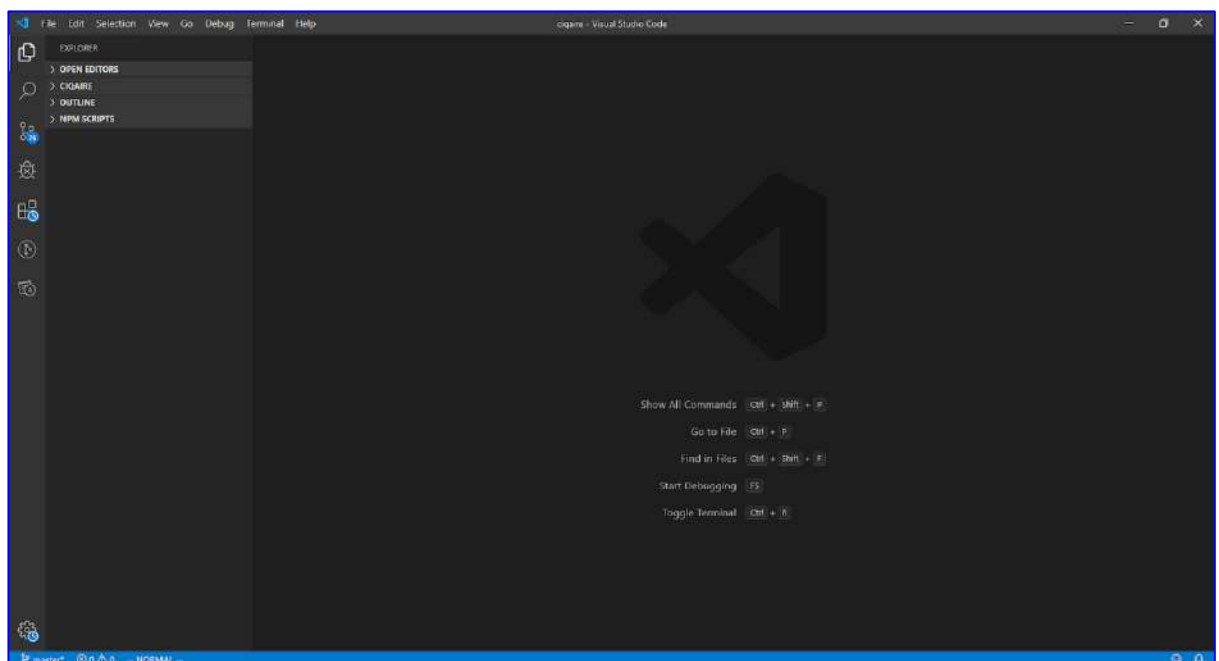 File Edit Selection View Go Debug Terminal Help
ciqaire - Visual Studio Code
EXPLORER
OPEN EDITORS
CIQAIRE
OUTLINE
NPM SCRIPTS
Show All Commands Ctrl + Shift + P
Go to File Ctrl + P
Find in Files Ctrl + Shift + F
Start Debugging F5
Toggle Terminal Ctrl +
master* 0 0 -- NORMAL --